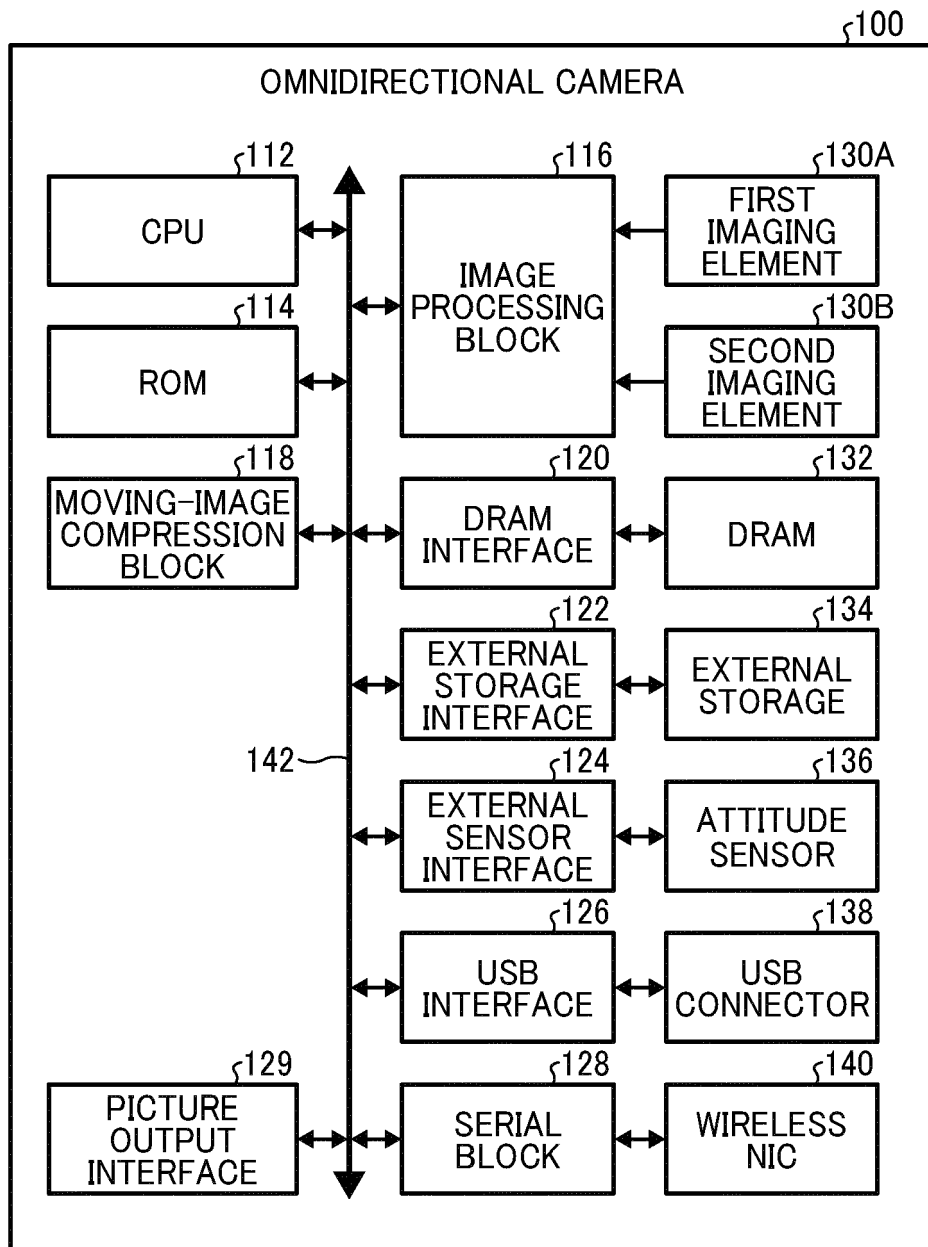 100
OMNIDIRECTIONAL CAMERA
112
CPU
116
IMAGE
PROCESSING
BLOCK
130A
FIRST
IMAGING
ELEMENT
114
ROM
130B
SECOND
IMAGING
ELEMENT
118
MOVING-IMAGE
COMPRESSION
BLOCK
120
DRAM
INTERFACE
132
DRAM
122
EXTERNAL
STORAGE
INTERFACE
134
EXTERNAL
STORAGE
142
124
EXTERNAL
SENSOR
INTERFACE
136
ATTITUDE
SENSOR
126
USB
INTERFACE
138
USB
CONNECTOR
129
PICTURE
OUTPUT
INTERFACE
128
SERIAL
BLOCK
140
WIRELESS
NIC